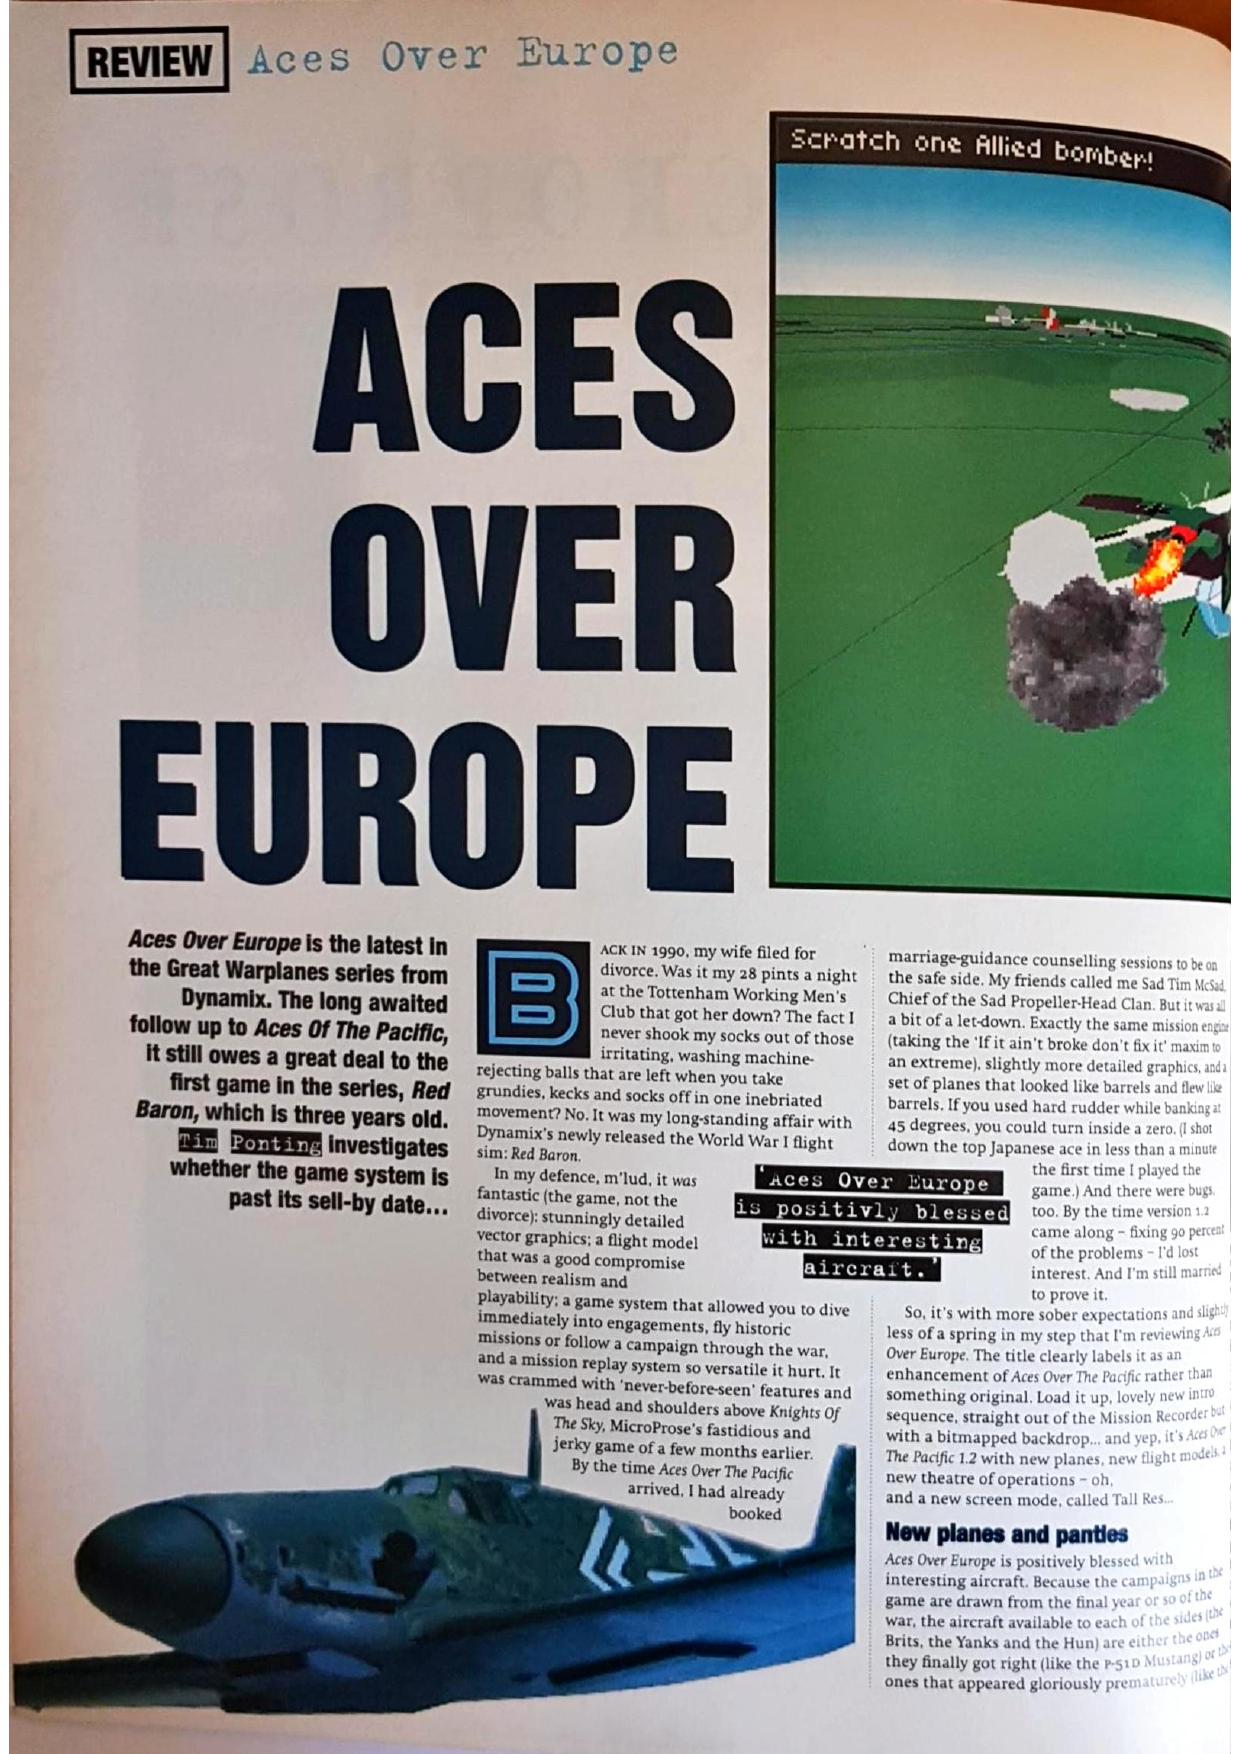 REVIEW Aces Over Europe
Scratch one Allied bomber!
ACES
OVER
EUROPE
Aces Over Europe is the latest in
the Great Warplanes series from
Dynamix. The long awaited
follow up to Aces Of The Pacific,
it still owes a great deal to the
first game in the series, Red
Baron, which is three years old.
Tim Ponting investigates
whether the game system is
past its sell-by date...
BACK IN 1990, my wife filed for
divorce. Was it my 28 pints a night
at the Tottenham Working Men's
Club that got her down? The fact I
never shook my socks out of those
irritating, washing machine-
rejecting balls that are left when you take
grundies, kecks and socks off in one inebriated
movement? No. It was my long-standing affair with
Dynamix's newly released the World War I flight
sim: Red Baron.
In my defence, m'lud, it was
fantastic (the game, not the
divorce): stunningly detailed
vector graphics; a flight model
that was a good compromise
between realism and
playability; a game system that allowed you to dive
immediately into engagements, fly historic
missions or follow a campaign through the war,
and a mission replay system so versatile it hurt. It
was crammed with 'never-before-seen' features and
was head and shoulders above Knights Of
The Sky, MicroProse's fastidious and
jerky game of a few months earlier.
By the time Aces Over The Pacific
arrived, I had already
booked
marriage-guidance counselling sessions to be on
the safe side. My friends called me Sad Tim McSad,
Chief of the Sad Propeller-Head Clan. But it was all
a bit of a let-down. Exactly the same mission engine
(taking the 'If it ain't broke don't fix it' maxim to
an extreme), slightly more detailed graphics, and a
set of planes that looked like barrels and flew like
barrels. If you used hard rudder while banking at
45 degrees, you could turn inside a zero. (I shot
down the top Japanese ace in less than a minute
the first time I played the
game.) And there were bugs,
too. By the time version 1.2
came along – fixing 90 percent
of the problems – I'd lost
interest. And I'm still married
to prove it.
'Aces Over Europe
is positivly blessed
with interesting
aircraft.'
So, it's with more sober expectations and slightly
less of a spring in my step that I'm reviewing Aces
Over Europe. The title clearly labels it as an
enhancement of Aces Over The Pacific rather than
something original. Load it up, lovely new intro
sequence, straight out of the Mission Recorder but
with a bitmapped backdrop... and yep, it's Aces Over
The Pacific 1.2 with new planes, new flight models, a
new theatre of operations – oh,
and a new screen mode, called Tall Res...
New planes and panties
Aces Over Europe is positively blessed with
interesting aircraft. Because the campaigns in the
game are drawn from the final year or so of the
war, the aircraft available to each of the sides (the
Brits, the Yanks and the Hun) are either the ones
they finally got right (like the P-51D Mustang) or the
ones that appeared gloriously prematurely (like the